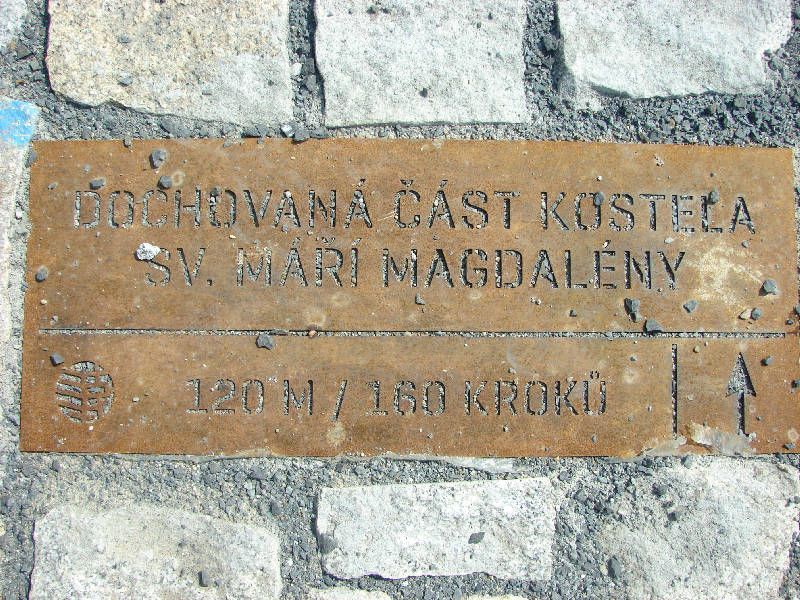 DOCHOVANÁ ČÁST KOSTELA
SV. MÁŘÍ MAGDALÉNY
120 M / 160 KROKŮ